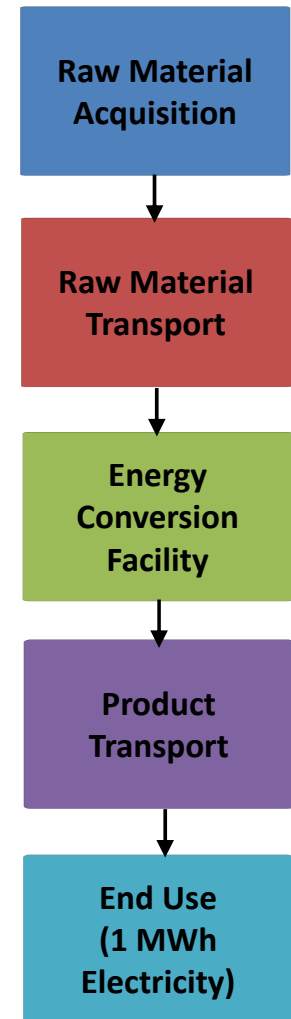 Raw Material
Acquisition
Raw Material
Transport
Energy
Conversion
Facility
Product
Transport
End Use
(1 MWh
Electricity)